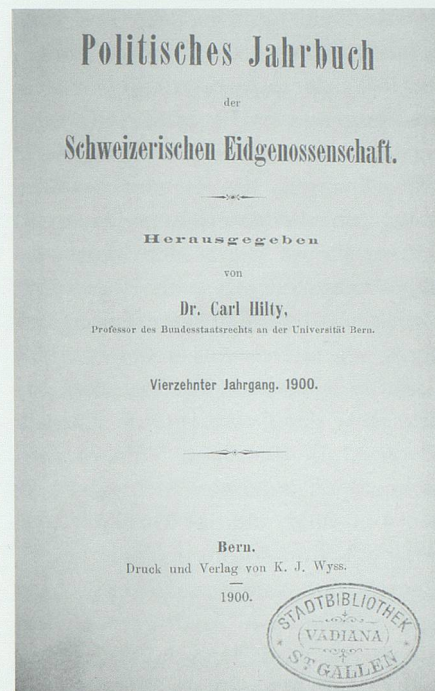 Politisches Jahrbuch
der
Schweizerischen Eidgenossenschaft.
Herausgegeben
von
Dr. Carl Hilty,
Professor des Bundesstaatsrechts an der Universität Bern.
Vierzehnter Jahrgang. 1900.
Bern.
Druck und Verlag von K. J. Wyss.
1900.
STADTBIBLIOTHEK
(VADIANA)
ST GALLEN